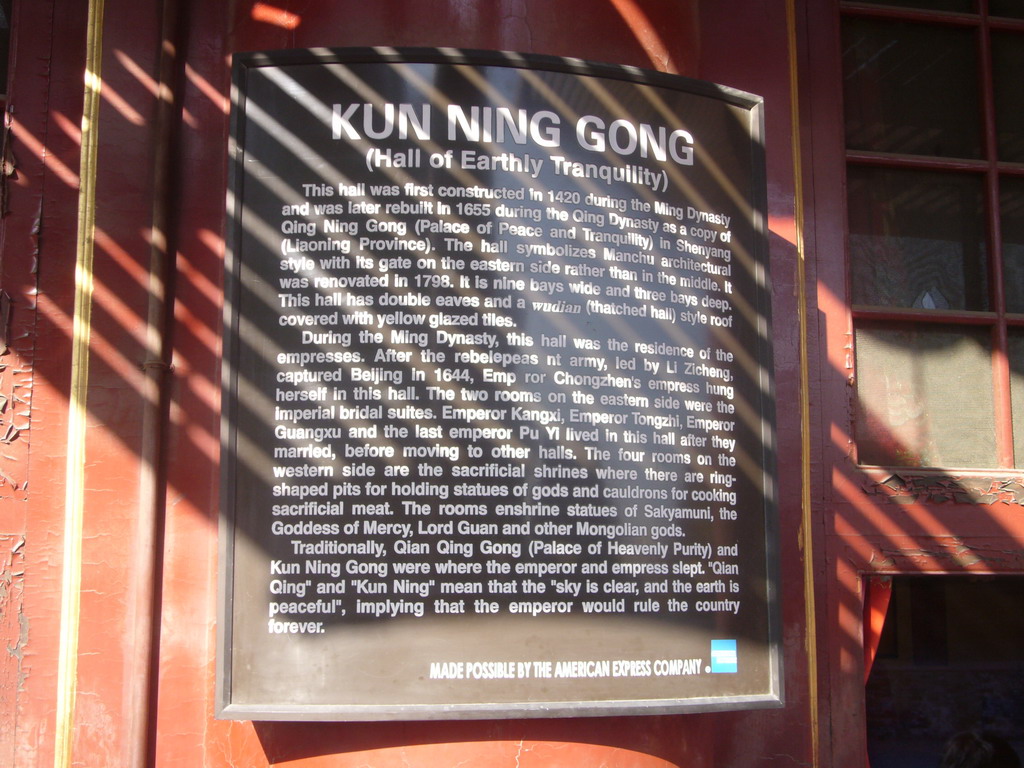 KUN NING GONG
(Hall of Earthly Tranquility)
This hall was first constructed in 1420 during the Ming Dynasty
and was later rebuilt in 1655 during the Qing Dynasty as a copy of
Qing Ning Gong (Palace of Peace and Tranquility) in Shenyang
(Liaoning Province). The hall symbolizes Manchu architectural
style with its gate on the eastern side rather than in the middle. It
was renovated in 1798. It is nine bays wide and three bays deep.
This hall has double eaves and a wudian (thatched hall) style roof
covered with yellow glazed tiles.
During the Ming Dynasty, this hall was the residence of the
empresses. After the rebelepeas nt army, led by Li Zicheng,
captured Beijing in 1644, Emp ror Chongzhen's empress hung
herself in this hall. The two rooms on the eastern side were the
imperial bridal suites. Emperor Kangxi, Emperor Tongzhi, Emperor
Guangxu and the last emperor Pu Yi lived in this hall after they
married, before moving to other halls. The four rooms on the
western side are the sacrificial shrines where there are ring-
shaped pits for holding statues of gods and cauldrons for cooking
sacrificial meat. The rooms enshrine statues of Sakyamuni, the
Goddess of Mercy, Lord Guan and other Mongolian gods.
Traditionally, Qian Qing Gong (Palace of Heavenly Purity) and
Kun Ning Gong were where the emperor and empress slept. "Qian
Qing" and "Kun Ning" mean that the "sky is clear, and the earth is
peaceful", implying that the emperor would rule the country
forever.
MADE POSSIBLE BY THE AMERICAN EXPRESS COMPANY